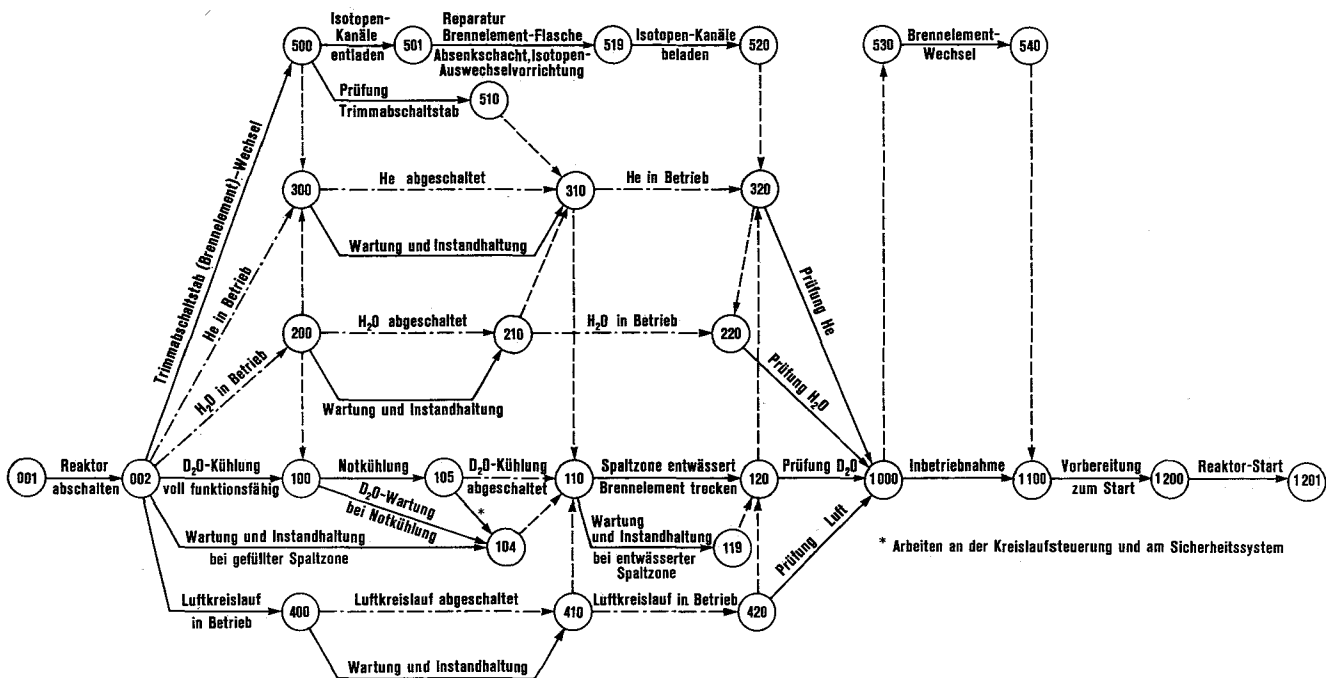 Isotopen-
Kanäle
entladen
Reparatur
Brennelement-Flasche
Absenkschacht,Isotopen-
Auswechselvorrichtung
Isotopen-Kanäle
beladen
Brennelement-
Wechsel
500
501
519
520
530
540
Prüfung
Trimmabschaltstab
510
Trimmabschaltstab (Brennelement)-Wechsel
He in Betrieb
H₂O in Betrieb
300
He abgeschaltet
310
He in Betrieb
320
Wartung und Instandhaltung
Prüfung He
200
H₂O abgeschaltet
210
H₂O in Betrieb
220
Wartung und Instandhaltung
Prüfung H₂O
001
Reaktor
abschalten
002
D₂O-Kühlung
voll funktionsfähig
100
Notkühlung
105
D₂O-Kühlung
abgeschaltet
110
Spaltzone entwässert
Brennelement trocken
120
Prüfung D₂O
1000
Inbetriebnahme
1100
Vorbereitung
zum Start
1200
Reaktor-Start
1201
D₂O-Wartung
bei Notkühlung
*
Wartung und Instandhaltung
bei gefüllter Spaltzone
104
Wartung
und Instandhaltung
bei entwässerter
Spaltzone
119
Prüfung Luft
* Arbeiten an der Kreislaufsteuerung und am Sicherheitssystem
Luftkreislauf
in Betrieb
400
Luftkreislauf abgeschaltet
410
Luftkreislauf in Betrieb
420
Wartung und Instandhaltung